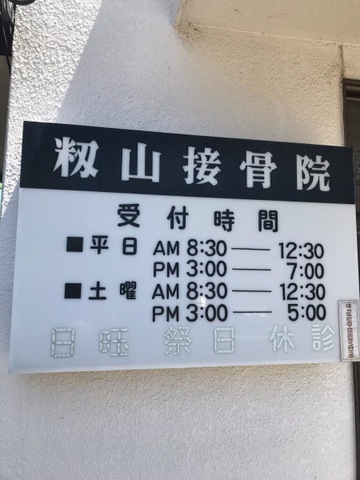 籾山接骨院
受付時間
■平日 AM 8:30 — 12:30
PM 3:00 — 7:00
■土曜 AM 8:30 — 12:30
PM 3:00 — 5:00
日旺祭日休診